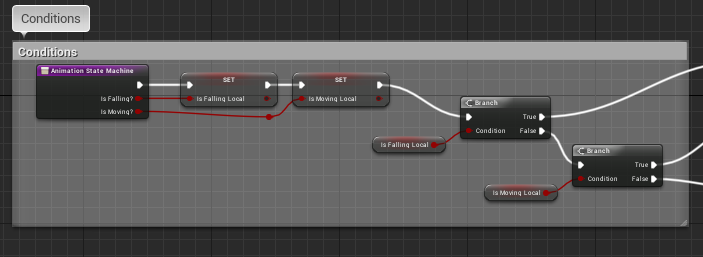 Conditions
Conditions
Animation State Machine
Is Falling?
Is Moving?
SET
Is Falling Local
SET
Is Moving Local
Branch
True
Condition
False
Is Falling Local
Branch
True
Condition
False
Is Moving Local